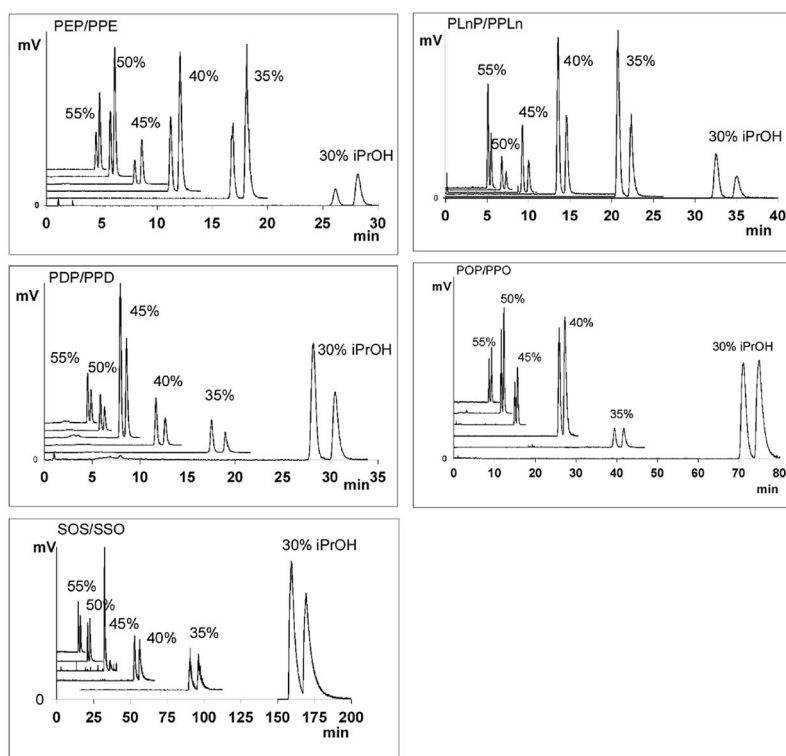 PEP/PPE
mV
55%
50%
45%
40%
35%
30% iPrOH
0
0 5 10 15 20 25 30
min
PLnP/PPLn
mV
55%
50%
45%
40%
35%
30% iPrOH
0
0 5 10 15 20 25 30 35 40
min
PDP/PPD
mV
55%
50%
45%
40%
35%
30% iPrOH
0
0 5 10 15 20 25 30 35
min
POP/PPO
mV
55%
50%
45%
40%
35%
30% iPrOH
0
0 10 20 30 40 50 60 70 80
min
SOS/SSO
mV
55%
50%
45%
40%
35%
30% iPrOH
0
0 25 50 75 100 125 150 175 200
min